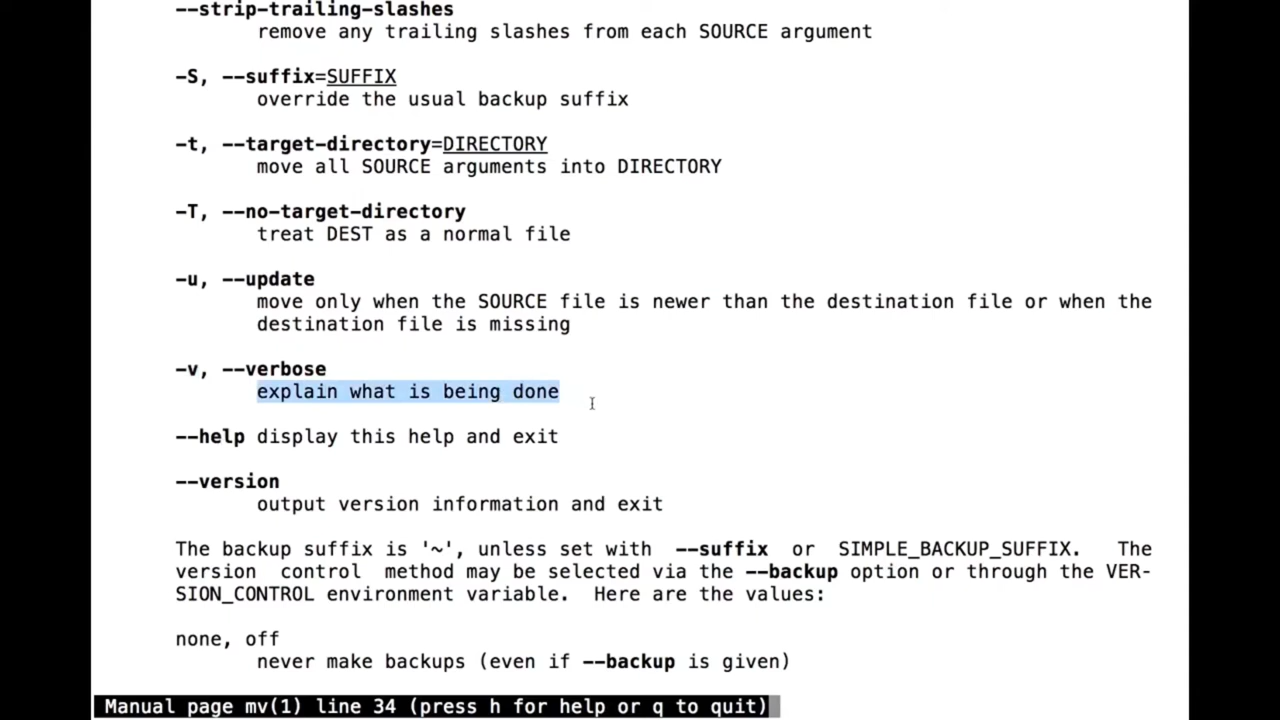 --strip-trailing-slashes
remove any trailing slashes from each SOURCE argument
-S, --suffix=SUFFIX
override the usual backup suffix
-t, --target-directory=DIRECTORY
move all SOURCE arguments into DIRECTORY
-T, --no-target-directory
treat DEST as a normal file
-u, --update
move only when the SOURCE file is newer than the destination file or when the
destination file is missing
-v, --verbose
explain what is being done
--help display this help and exit
--version
output version information and exit
The backup suffix is '~', unless set with --suffix or SIMPLE_BACKUP_SUFFIX. The
version control method may be selected via the --backup option or through the VER-
SION_CONTROL environment variable. Here are the values:
none, off
never make backups (even if --backup is given)
Manual page mv(1) line 34 (press h for help or q to quit)